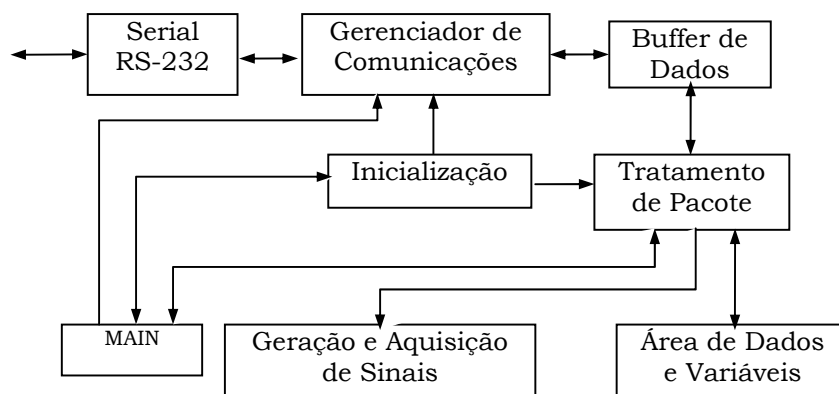 Serial
RS-232
Gerenciador de
Comunicações
Buffer de
Dados
Inicialização
Tratamento
de Pacote
MAIN
Geração e Aquisição
de Sinais
Área de Dados
e Variáveis